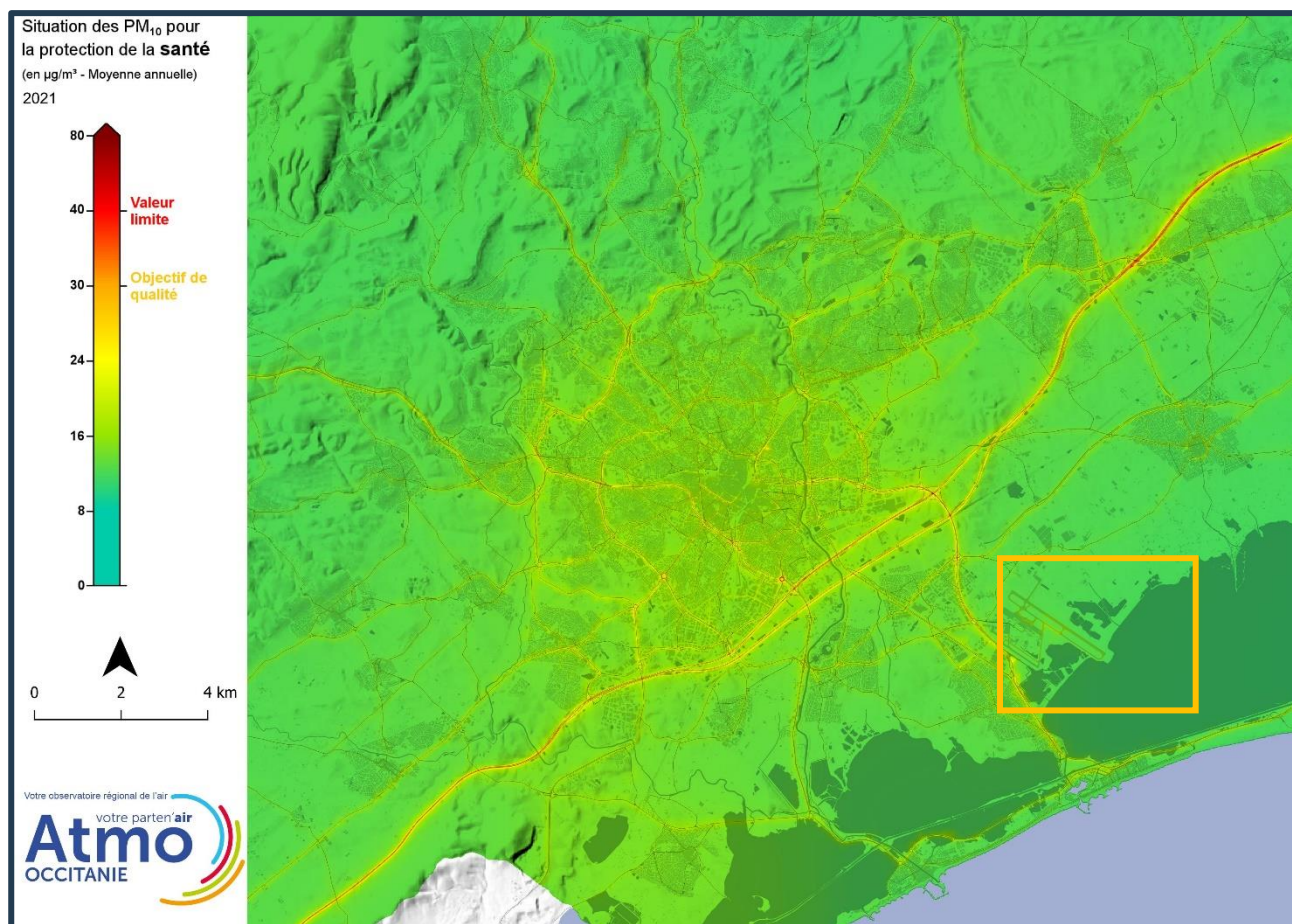 Situation des PM₁₀ pour
la protection de la santé
(en µg/m³ - Moyenne annuelle)
2021
80
Valeur
40
limite
Objectif de
30
qualité
24
16
8
0
0 2 4 km
Votre observatoire régional de l'air
votre parten'air
Atmo
OCCITANIE